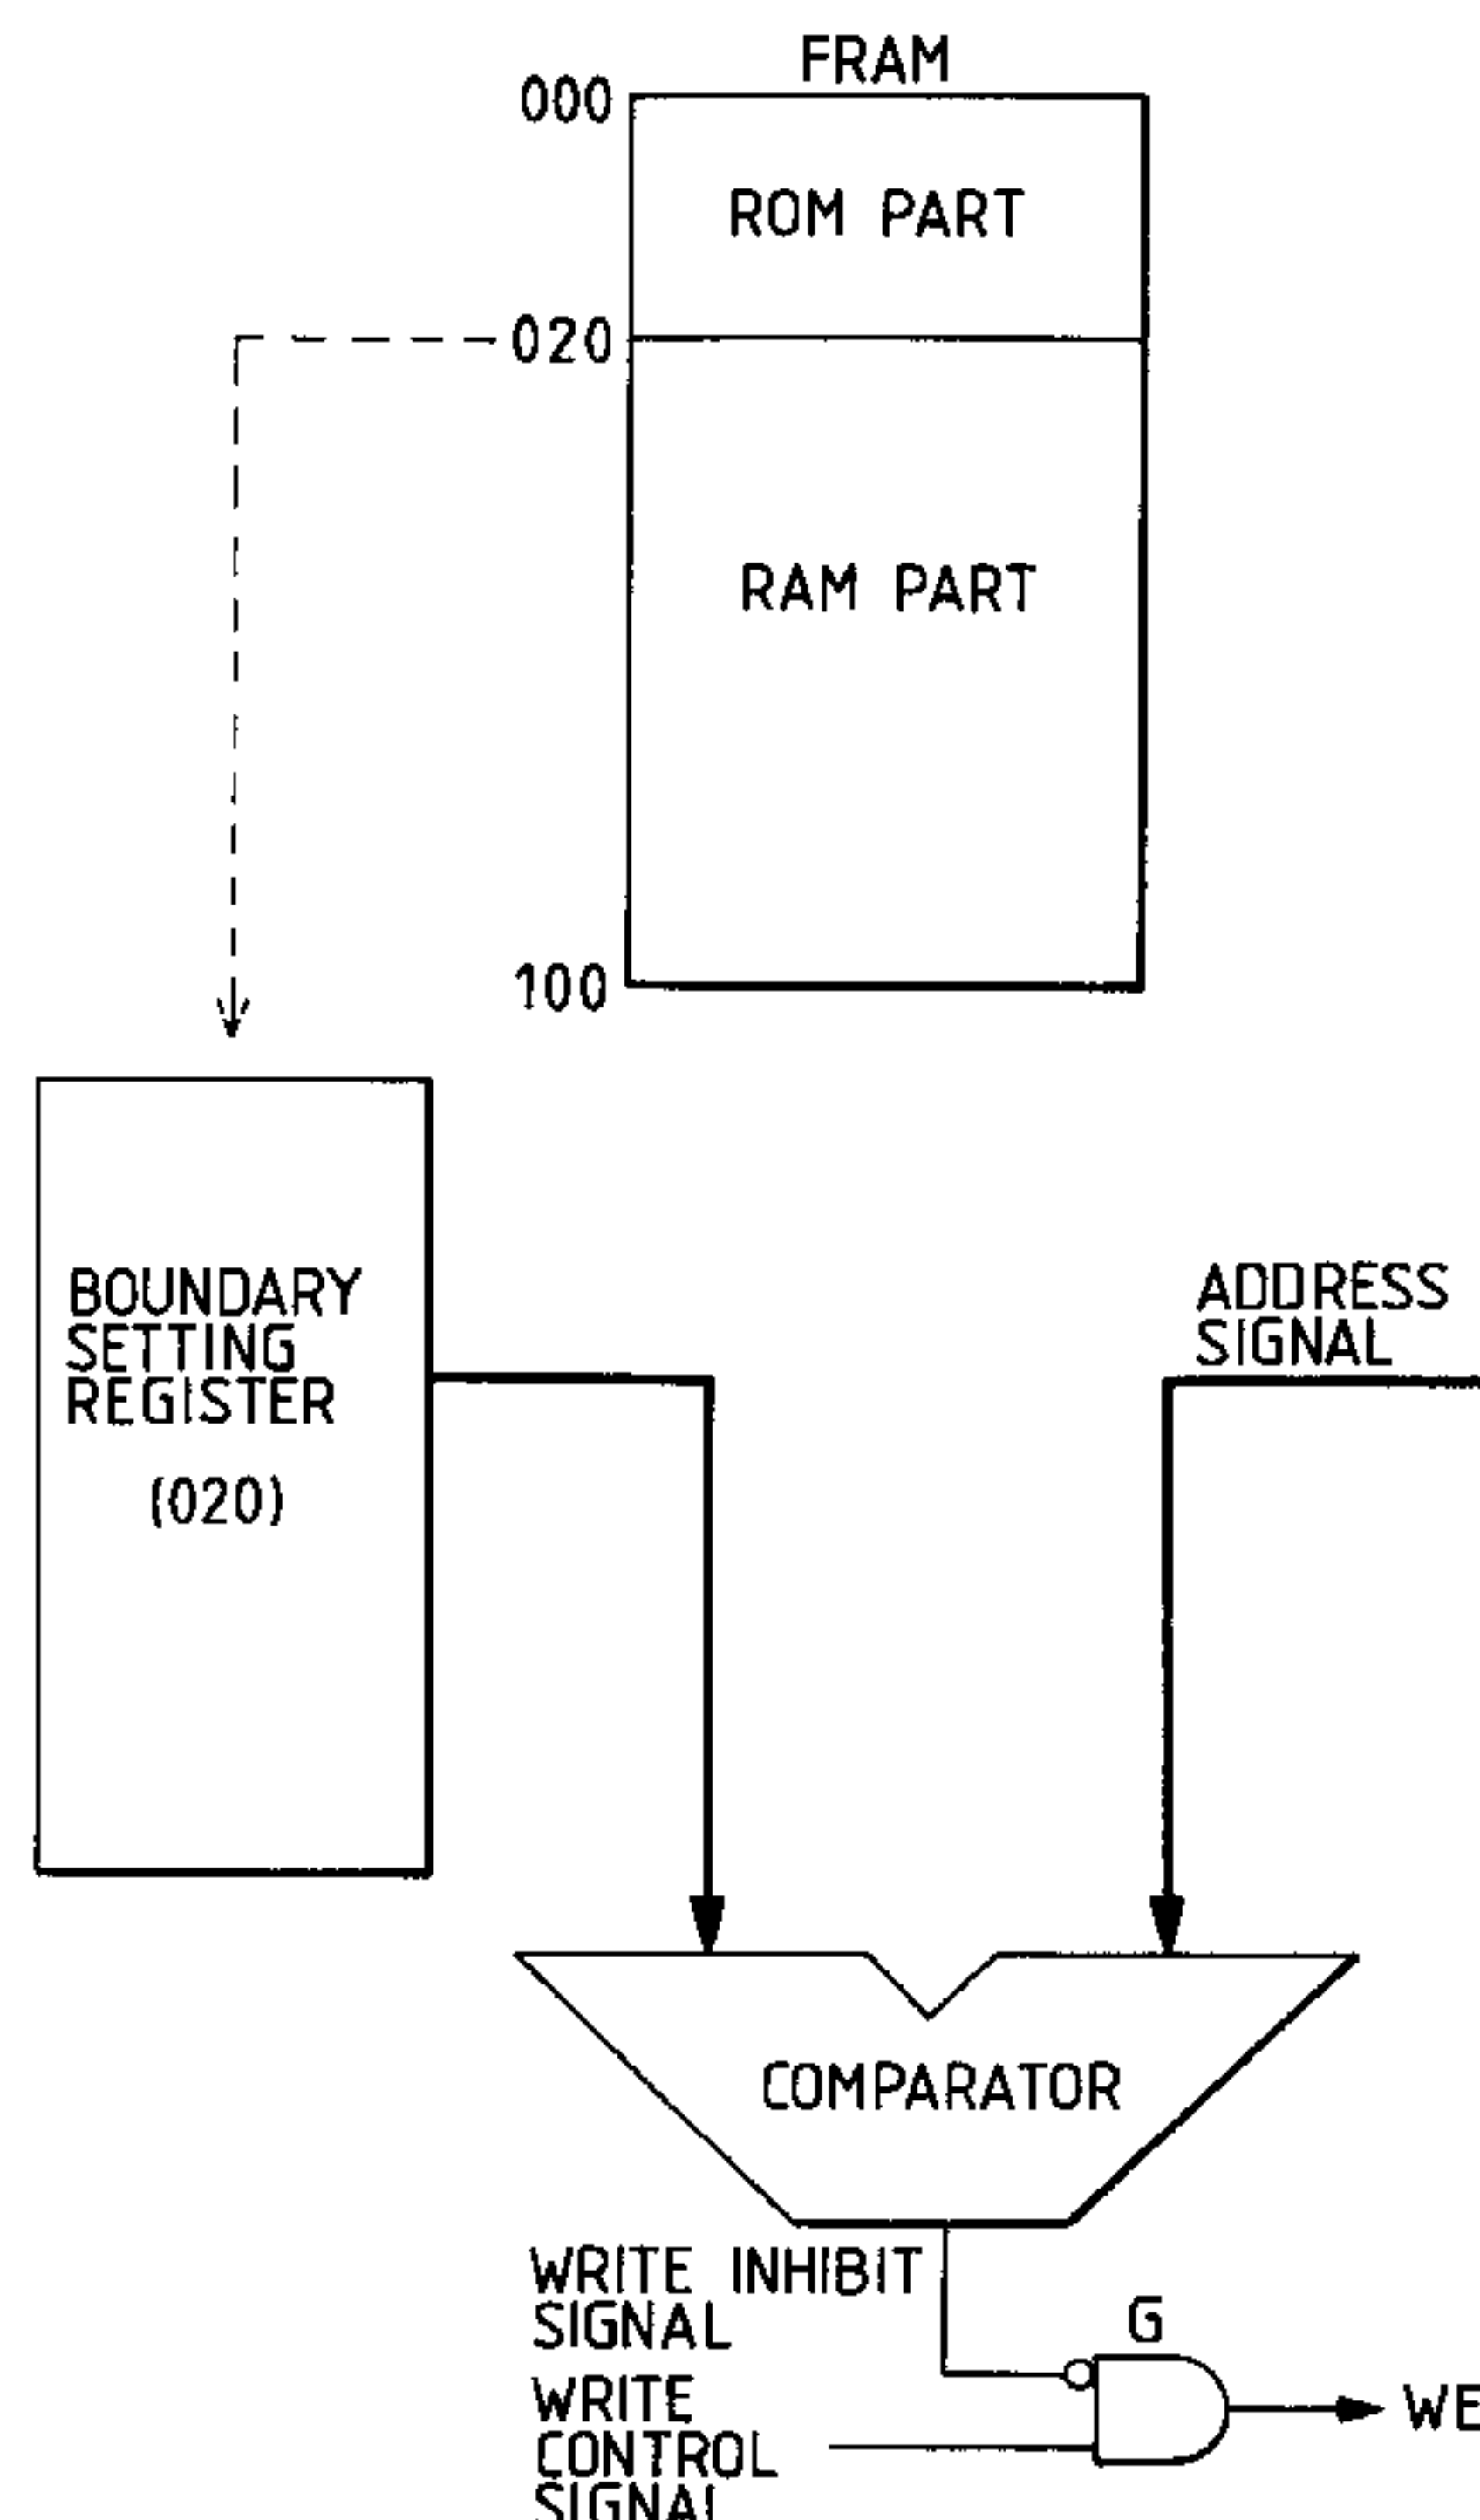 FRAM
000
ROM PART
020
RAM PART
100
BOUNDARY
SETTING
REGISTER
(020)
ADDRESS
SIGNAL
COMPARATOR
WRITE INHIBIT
SIGNAL
G
WE
WRITE
CONTROL
SIGNAL